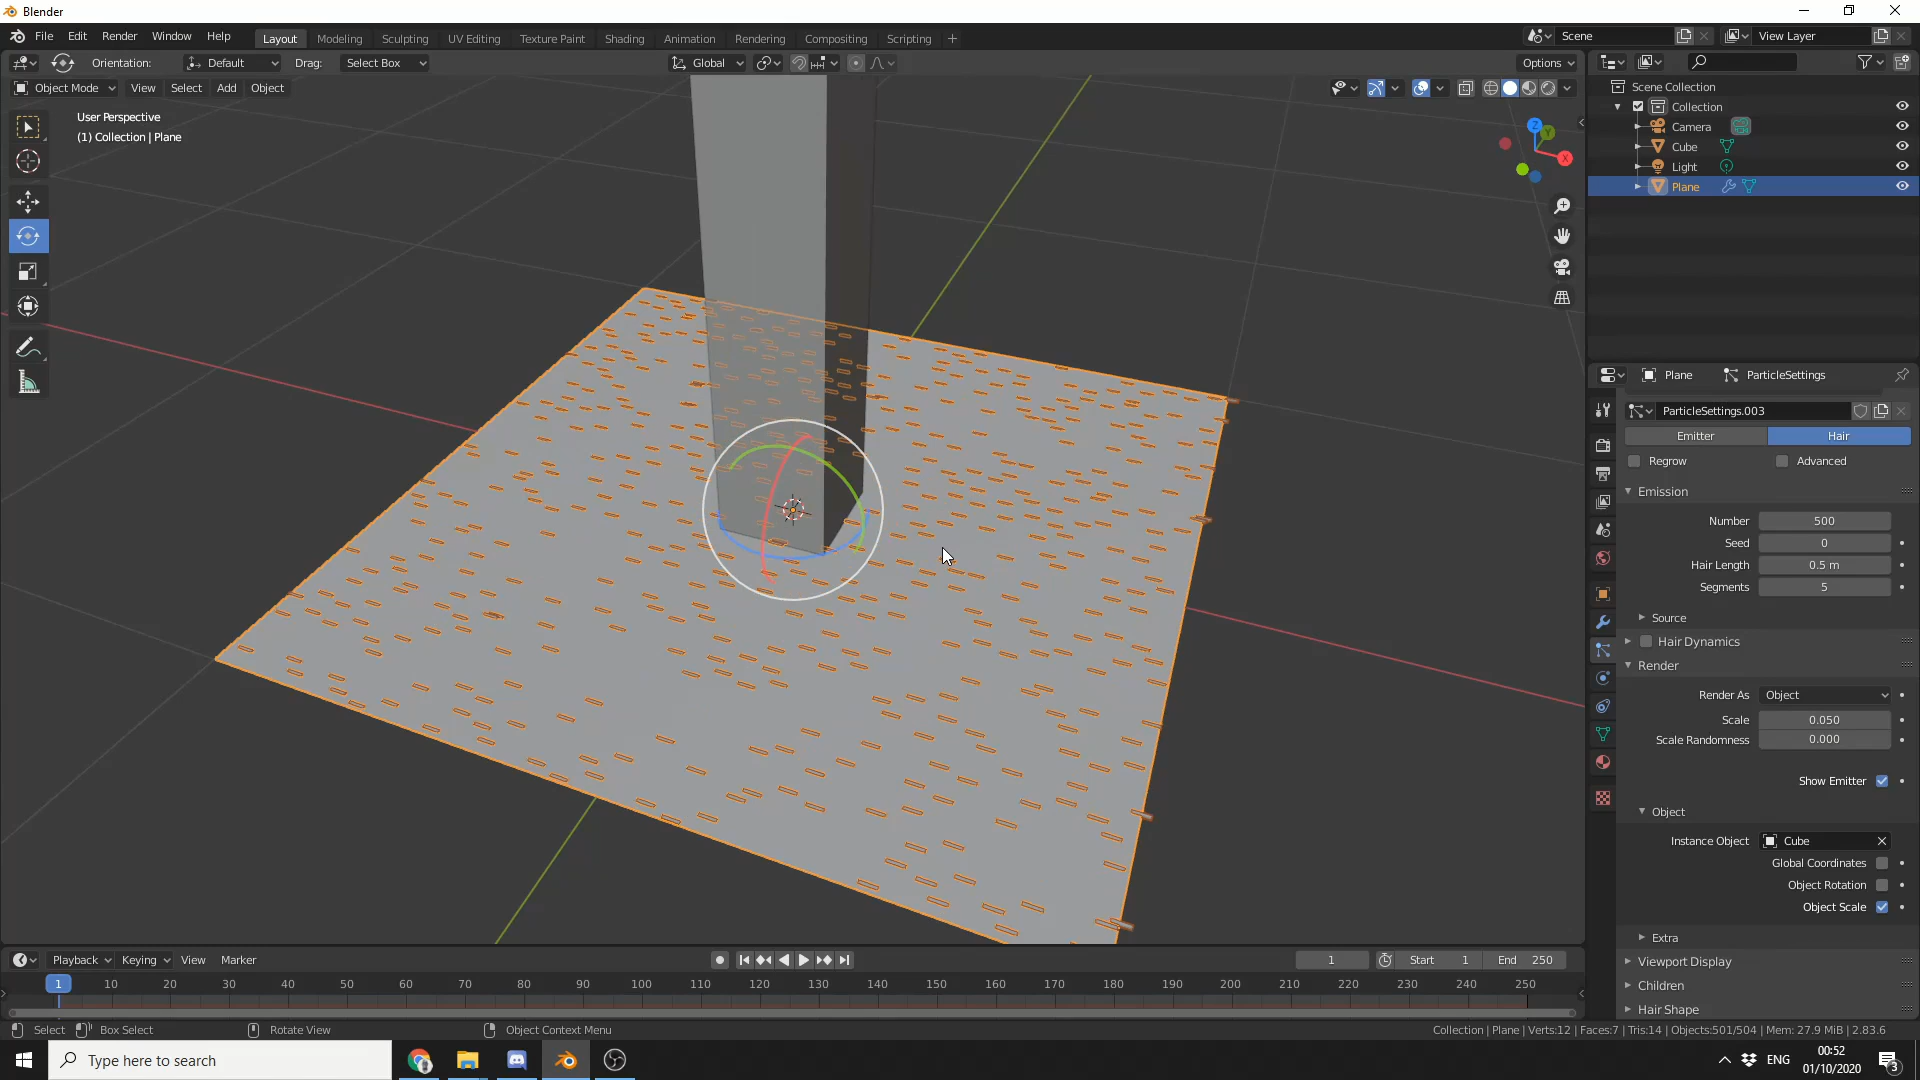 Blender
File Edit Render Window Help Layout Modeling Sculpting UV Editing Texture Paint Shading Animation Rendering Compositing Scripting + Scene View Layer
Orientation: Default Drag: Select Box Global Options
Object Mode View Select Add Object
User Perspective
(1) Collection | Plane
Z
Y
X
Scene Collection
Collection
Camera
Cube
Light
Plane
Plane ParticleSettings
ParticleSettings.003
Emitter Hair
Regrow Advanced
Emission
Number 500
Seed 0
Hair Length 0.5 m
Segments 5
Source
Hair Dynamics
Render
Render As Object
Scale 0.050
Scale Randomness 0.000
Show Emitter
Object
Instance Object Cube
Global Coordinates
Object Rotation
Object Scale
Extra
Viewport Display
Children
Hair Shape
Playback Keying View Marker 1 Start 1 End 250
1 10 20 30 40 50 60 70 80 90 100 110 120 130 140 150 160 170 180 190 200 210 220 230 240 250
Select Box Select Rotate View Object Context Menu Collection | Plane | Verts:12 | Faces:7 | Tris:14 | Objects:501/504 | Mem: 27.9 MiB | 2.83.6
Type here to search ENG 00:52
01/10/2020 3